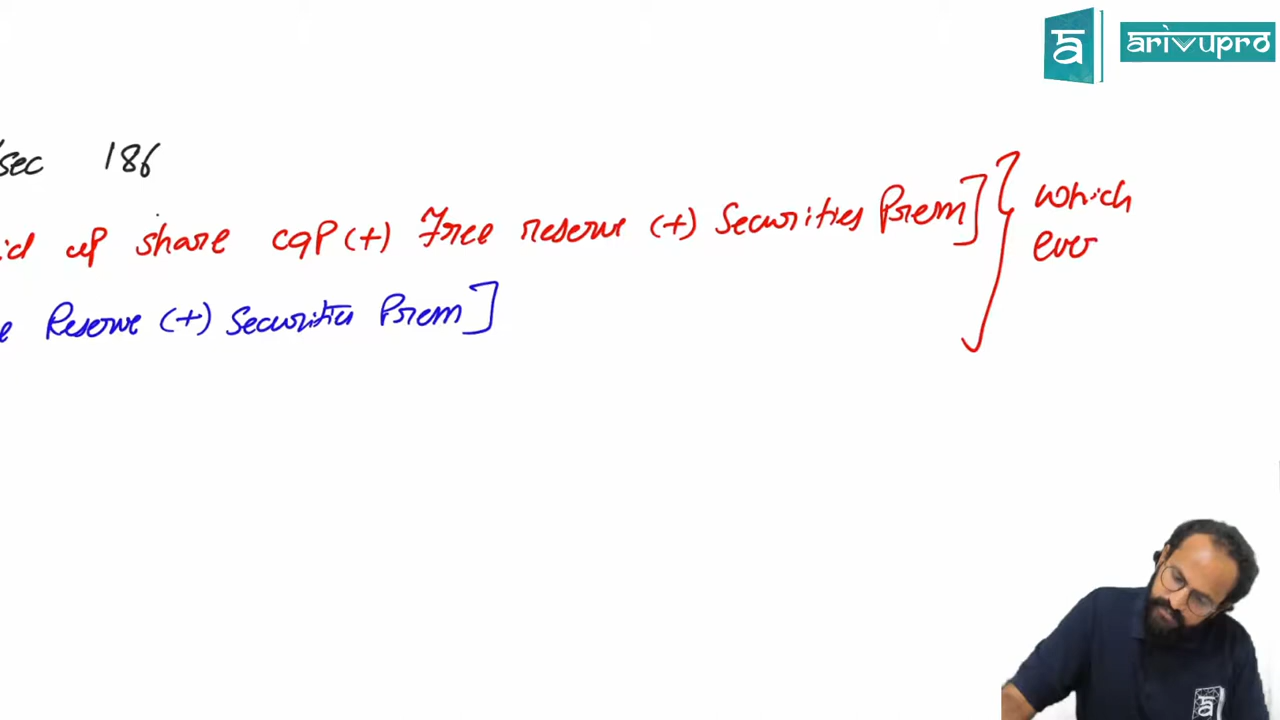 arivupro
/sec 186
id up share cap (+) Free reserve (+) Securities Prem]} which ever
e Reserve (+) Securities Prem]